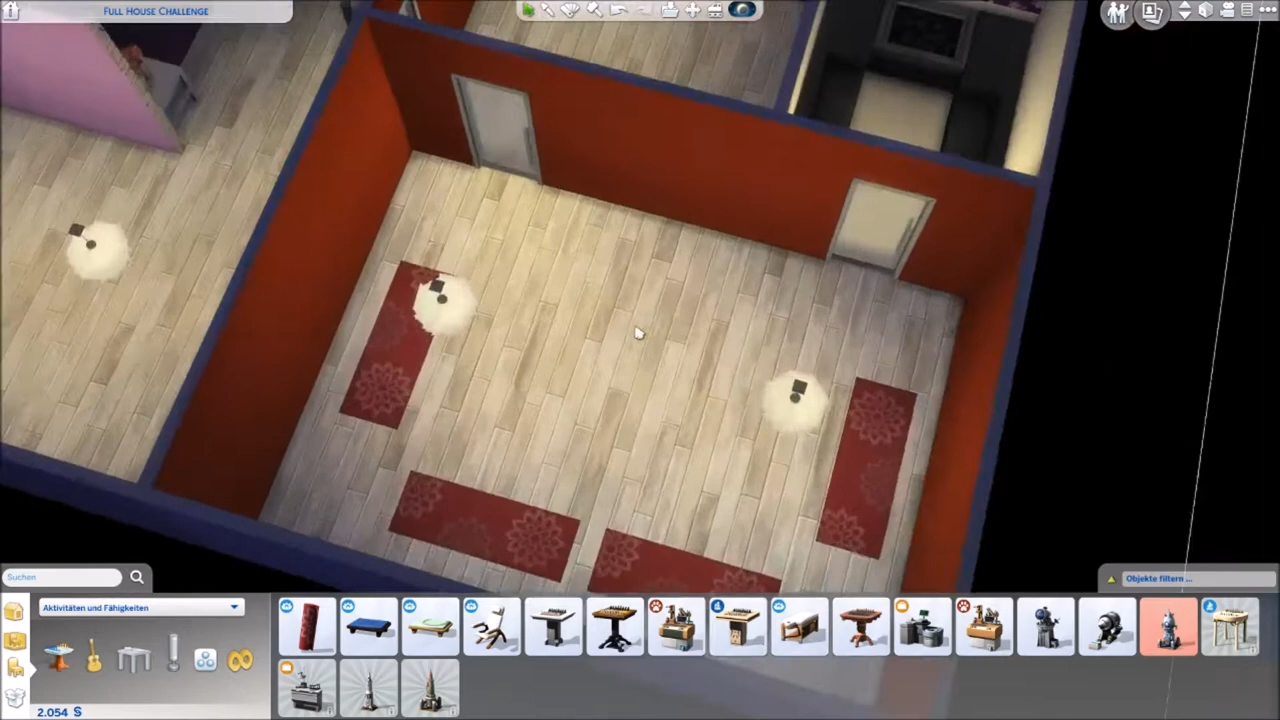 FULL HOUSE CHALLENGE
Suchen
Objekte filtern ...
Aktivitäten und Fähigkeiten
2.054 $